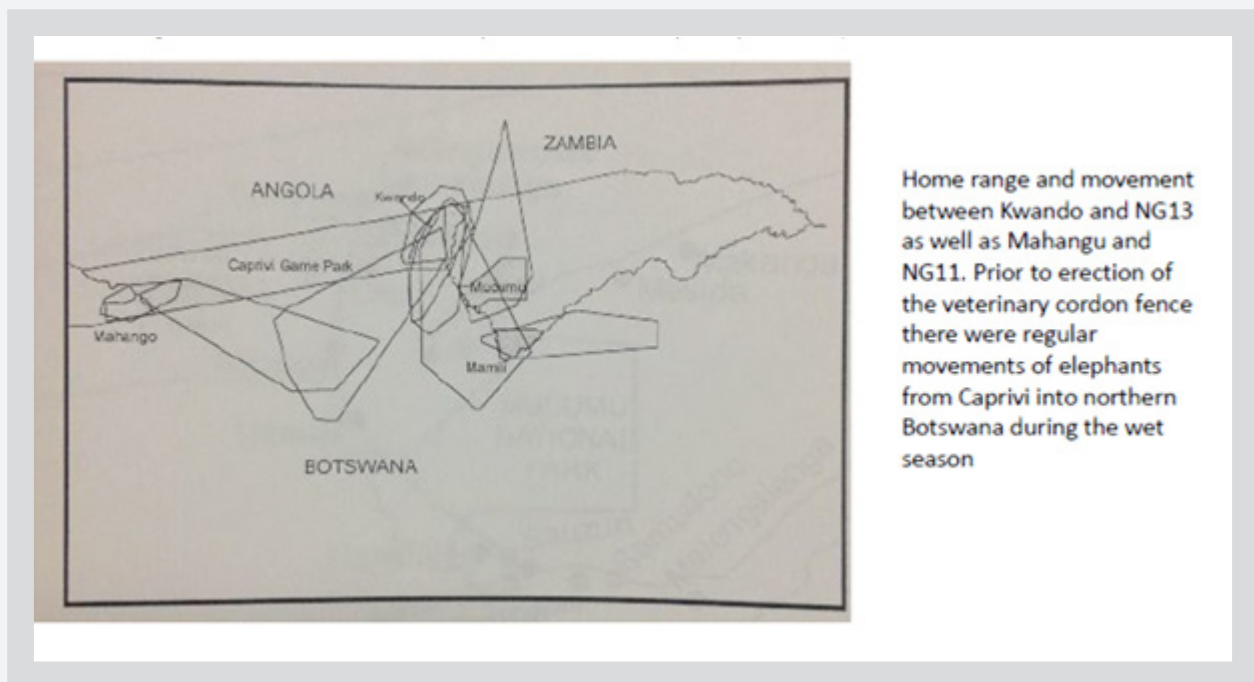 ZAMBIA
ANGOLA
Kwando
Caprivi Game Park
Mudumu
Mahango
Mamili
BOTSWANA
Home range and movement
between Kwando and NG13
as well as Mahangu and
NG11. Prior to erection of
the veterinary cordon fence
there were regular
movements of elephants
from Caprivi into northern
Botswana during the wet
season